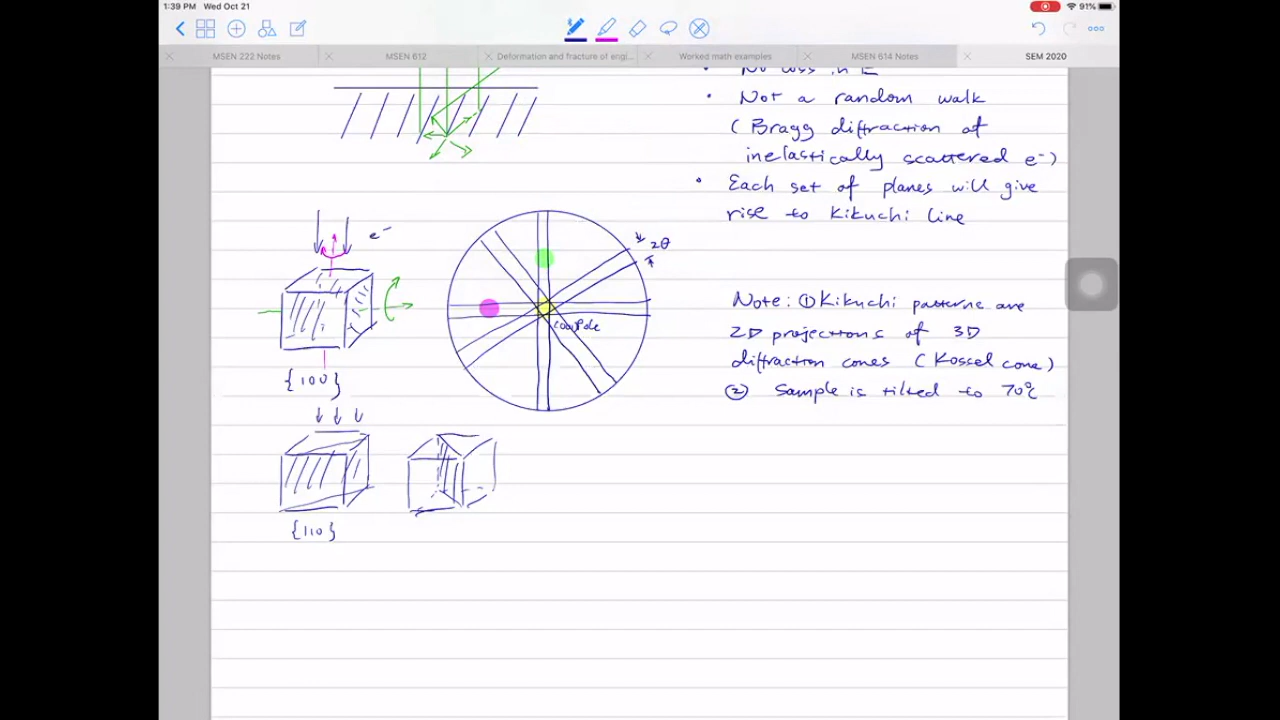 1:39 PM Wed Oct 21
91%
MSEN 222 Notes
MSEN 612
Deformation and fracture of engi...
Worked math examples
MSEN 614 Notes
SEM 2020
• No loss in E
• Not a random walk
( Bragg diffraction of
inelastically scattered e⁻)
• Each set of planes will give
rise to Kikuchi line
e⁻
2θ
{100}
Note: ① Kikuchi patterns are
2D projections of 3D
diffraction cones (Kossel cone)
② Sample is tilted to 70°
{110}